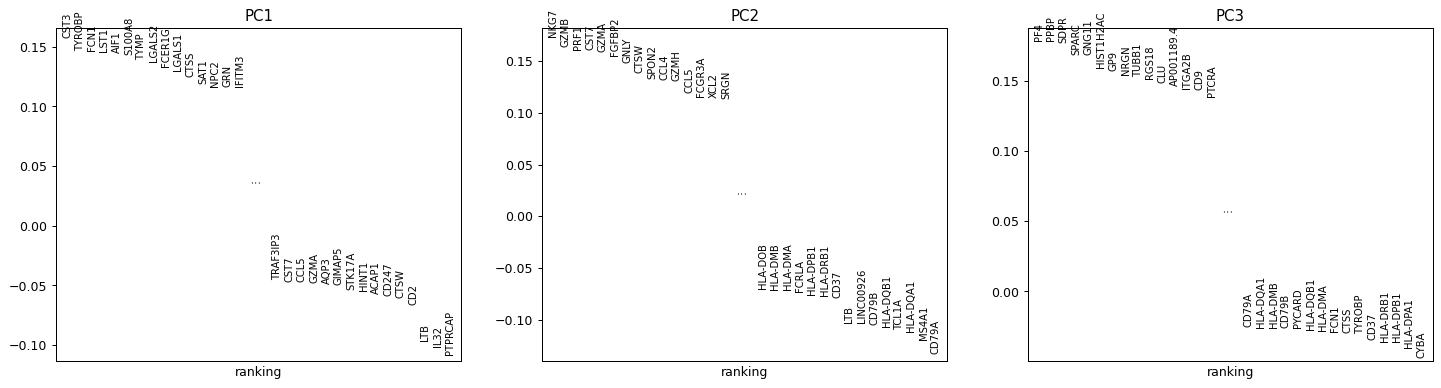 PC1
0.15
0.10
0.05
0.00
−0.05
−0.10
CST3
TYROBP
FCN1
LST1
AIF1
S100A8
TYMP
LGALS2
FCER1G
LGALS1
CTSS
SAT1
NPC2
GRN
IFITM3
...
TRAF3IP3
CST7
CCL5
GZMA
AQP3
GIMAP5
STK17A
HINT1
ACAP1
CD247
CTSW
CD2
LTB
IL32
PTPRCAP
ranking
PC2
0.15
0.10
0.05
0.00
−0.05
−0.10
NKG7
GZMB
PRF1
CST7
GZMA
FGFBP2
GNLY
CTSW
SPON2
CCL4
GZMH
CCL5
FCGR3A
XCL2
SRGN
...
HLA-DOB
HLA-DMB
HLA-DMA
FCRLA
HLA-DPB1
HLA-DRB1
CD37
LTB
LINC00926
CD79B
HLA-DQB1
TCL1A
HLA-DQA1
MS4A1
CD79A
ranking
PC3
0.15
0.10
0.05
0.00
PF4
PPBP
SDPR
SPARC
GNG11
HIST1H2AC
GP9
NRGN
TUBB1
RGS18
CLU
AP001189.4
ITGA2B
CD9
PTCRA
...
CD79A
HLA-DQA1
HLA-DMB
CD79B
PYCARD
HLA-DQB1
HLA-DMA
FCN1
CTSS
TYROBP
CD37
HLA-DRB1
HLA-DPB1
HLA-DPA1
CYBA
ranking